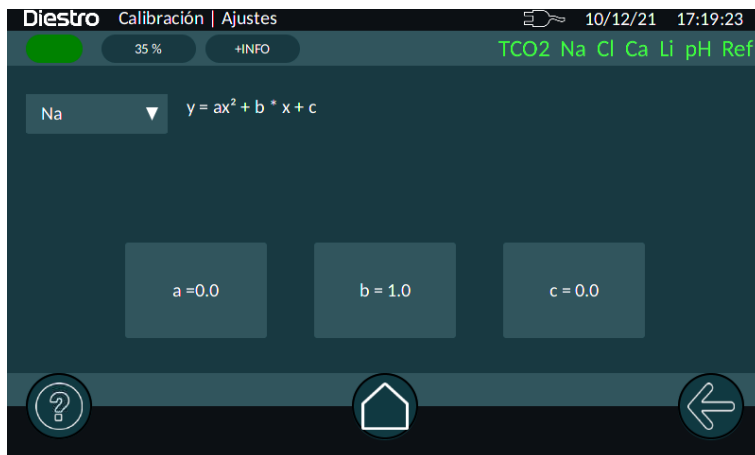 Diestro Calibración | Ajustes 10/12/21 17:19:23
35 % +INFO TCO2 Na Cl Ca Li pH Ref
Na ▼ y = ax² + b * x + c
a =0.0 b = 1.0 c = 0.0
?